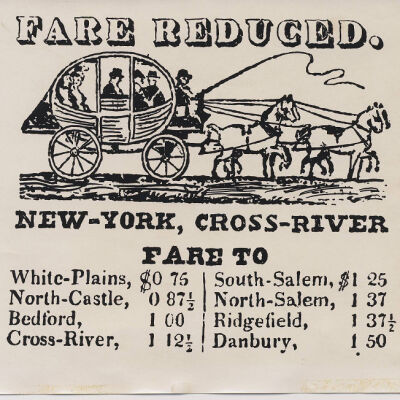 FARE REDUCED.
NEW-YORK, CROSS-RIVER
FARE TO
White-Plains, $0 75
North-Castle, 0 87½
Bedford, 1 00
Cross-River, 1 12½
South-Salem, $1 25
North-Salem, 1 37
Ridgefield, 1 37½
Danbury, 1 50